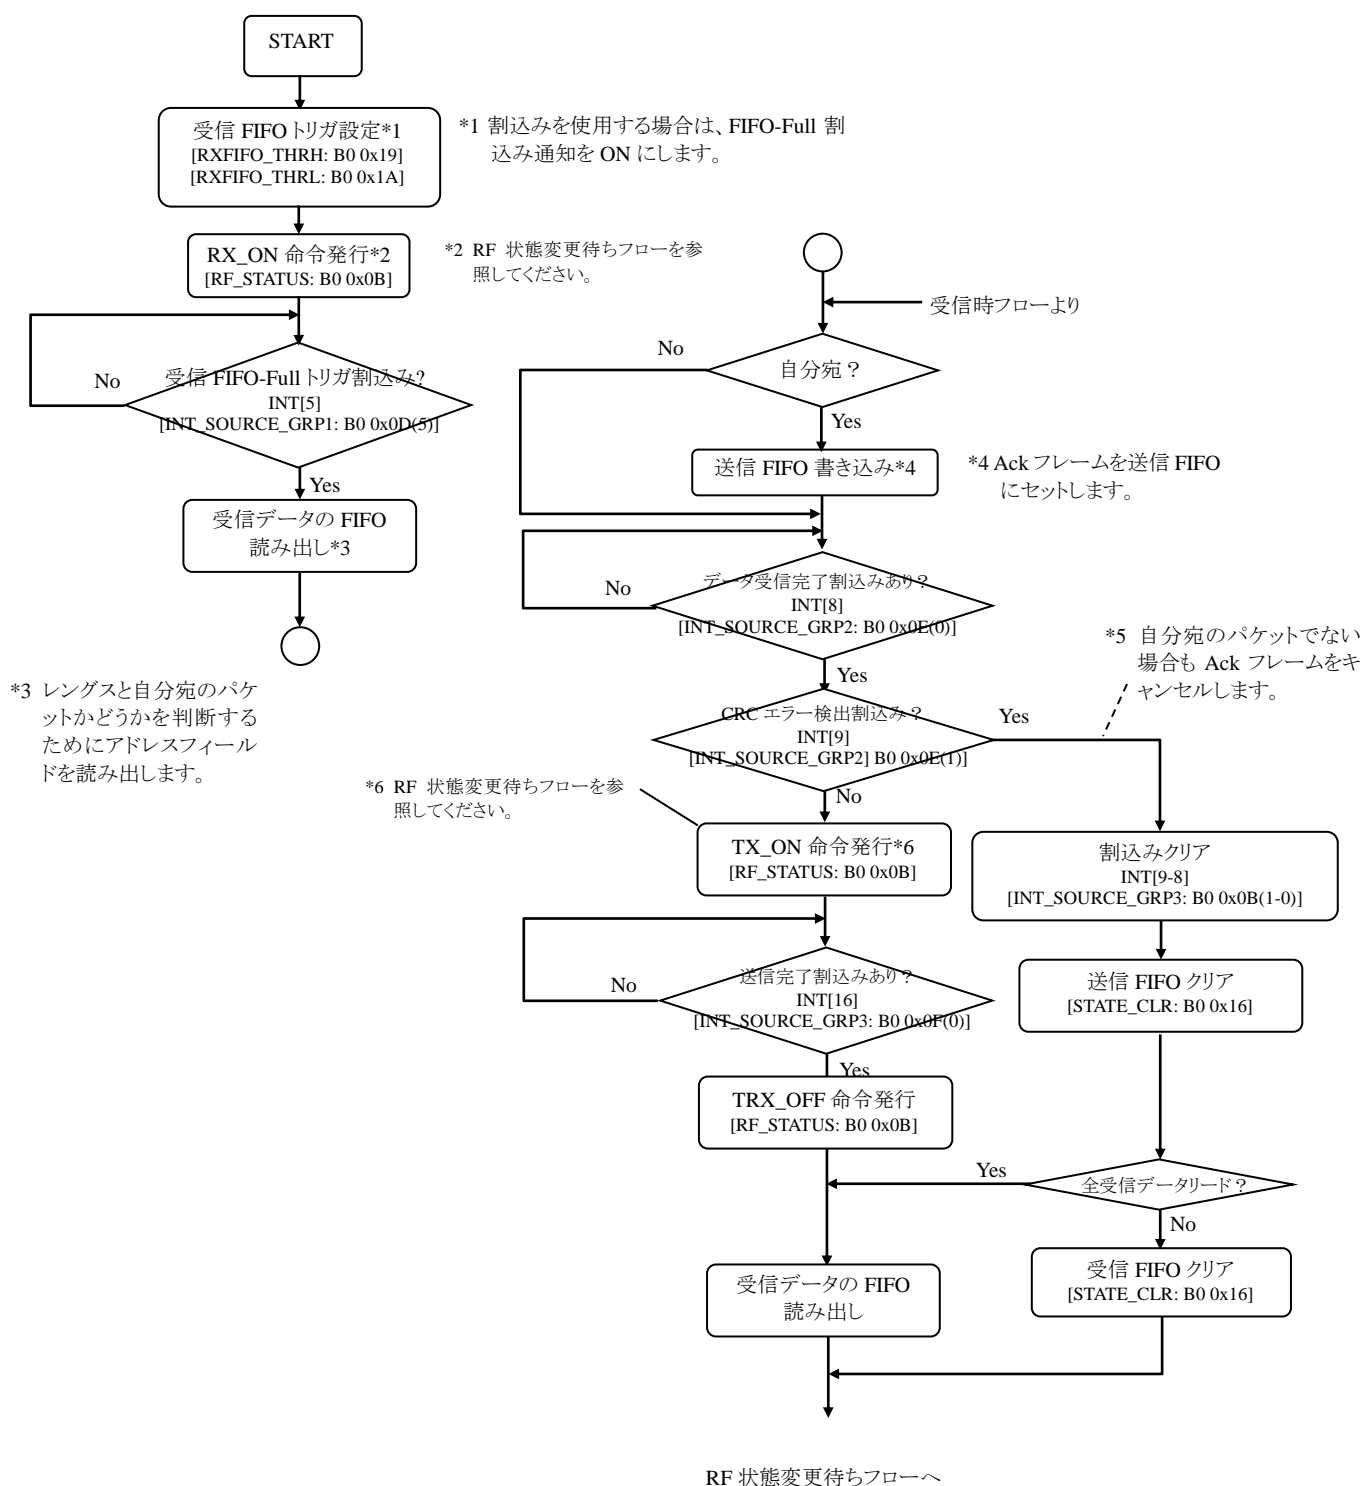 START
受信 FIFO トリガ設定*1
[RXFIFO_THRH: B0 0x19]
[RXFIFO_THRL: B0 0x1A]
*1 割込みを使用する場合は、FIFO-Full 割
込み通知を ON にします。
RX_ON 命令発行*2
[RF_STATUS: B0 0x0B]
*2 RF 状態変更待ちフローを参
照してください。
No
受信 FIFO-Full トリガ割込み?
INT[5]
[INT_SOURCE_GRP1: B0 0x0D(5)]
Yes
受信データの FIFO
読み出し*3
*3 レングスと自分宛のパケ
ットかどうかを判断する
ためにアドレスフィール
ドを読み出します。
受信時フローより
No
自分宛？
Yes
送信 FIFO 書き込み*4
*4 Ack フレームを送信 FIFO
にセットします。
No
データ受信完了割込みあり？
INT[8]
[INT_SOURCE_GRP2: B0 0x0E(0)]
Yes
*5 自分宛のパケットでない
場合も Ack フレームをキ
ャンセルします。
CRC エラー検出割込み？
INT[9]
[INT_SOURCE_GRP2] B0 0x0E(1)]
Yes
No
*6 RF 状態変更待ちフローを参
照してください。
TX_ON 命令発行*6
[RF_STATUS: B0 0x0B]
割込みクリア
INT[9-8]
[INT_SOURCE_GRP3: B0 0x0B(1-0)]
No
送信完了割込みあり？
INT[16]
[INT_SOURCE_GRP3: B0 0x0F(0)]
Yes
送信 FIFO クリア
[STATE_CLR: B0 0x16]
TRX_OFF 命令発行
[RF_STATUS: B0 0x0B]
Yes
全受信データリード？
No
受信データの FIFO
読み出し
受信 FIFO クリア
[STATE_CLR: B0 0x16]
RF 状態変更待ちフローへ